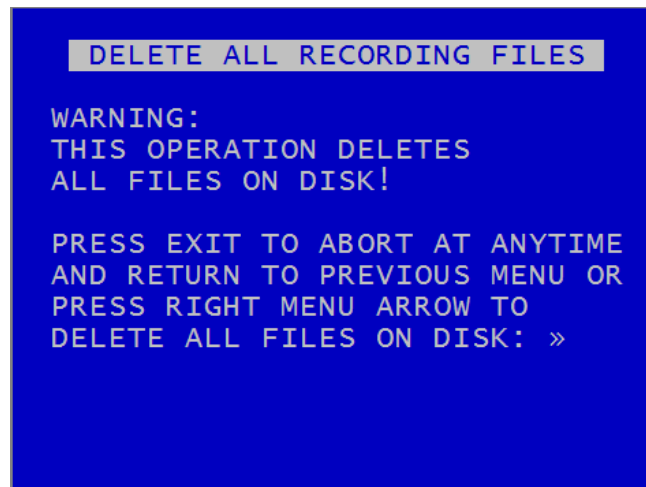 DELETE ALL RECORDING FILES
WARNING:
THIS OPERATION DELETES
ALL FILES ON DISK!
PRESS EXIT TO ABORT AT ANYTIME
AND RETURN TO PREVIOUS MENU OR
PRESS RIGHT MENU ARROW TO
DELETE ALL FILES ON DISK: »